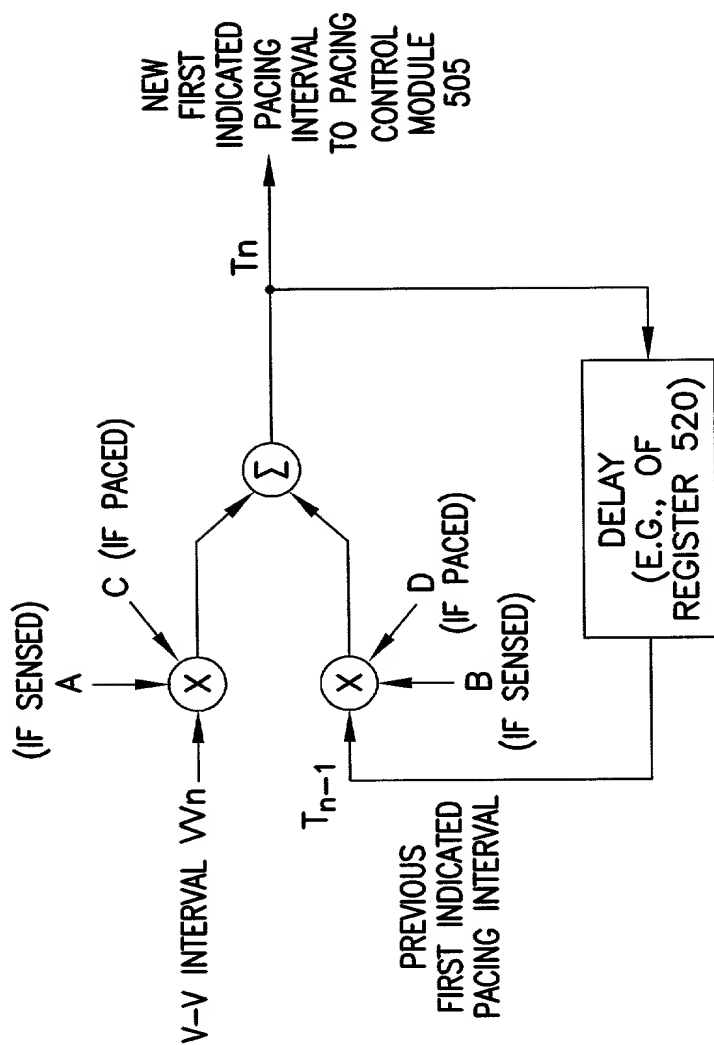 (IF SENSED)
A
C (IF PACED)
V-V INTERVAL VVn
X
Σ
Tn
NEW
FIRST
INDICATED
PACING
INTERVAL
TO PACING
CONTROL
MODULE
505
Tn-1
X
D
(IF PACED)
B
(IF SENSED)
PREVIOUS
FIRST INDICATED
PACING INTERVAL
DELAY
(E.G., OF
REGISTER 520)